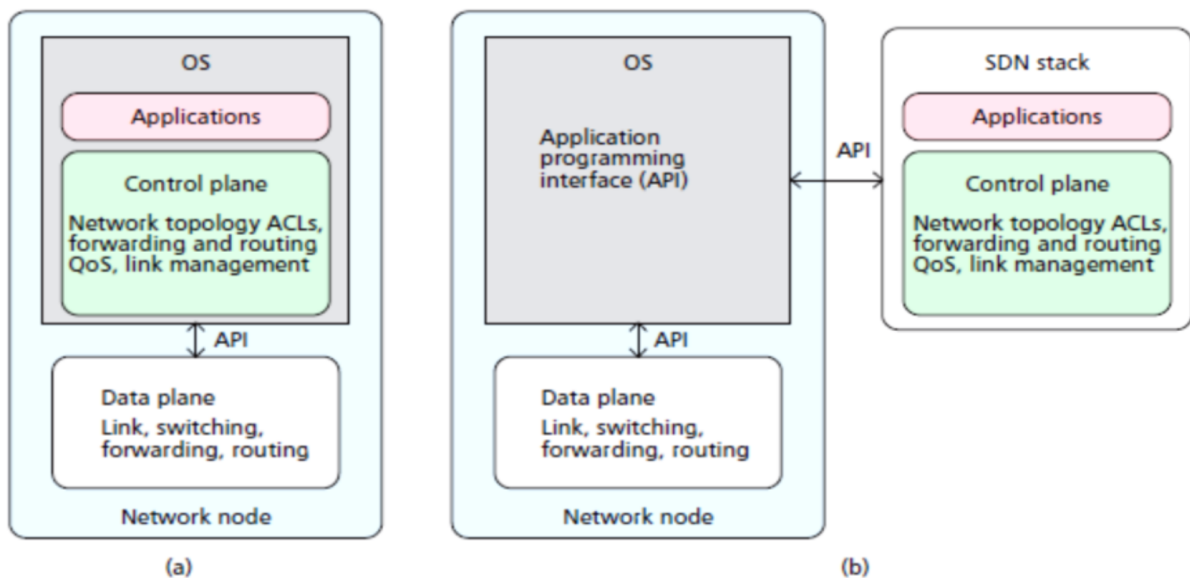 OS
Applications
Control plane
Network topology ACLs,
forwarding and routing
QoS, link management
API
Data plane
Link, switching,
forwarding, routing
Network node
(a)
OS
Application
programming
interface (API)
API
Data plane
Link, switching,
forwarding, routing
Network node
API
SDN stack
Applications
Control plane
Network topology ACLs,
forwarding and routing
QoS, link management
(b)